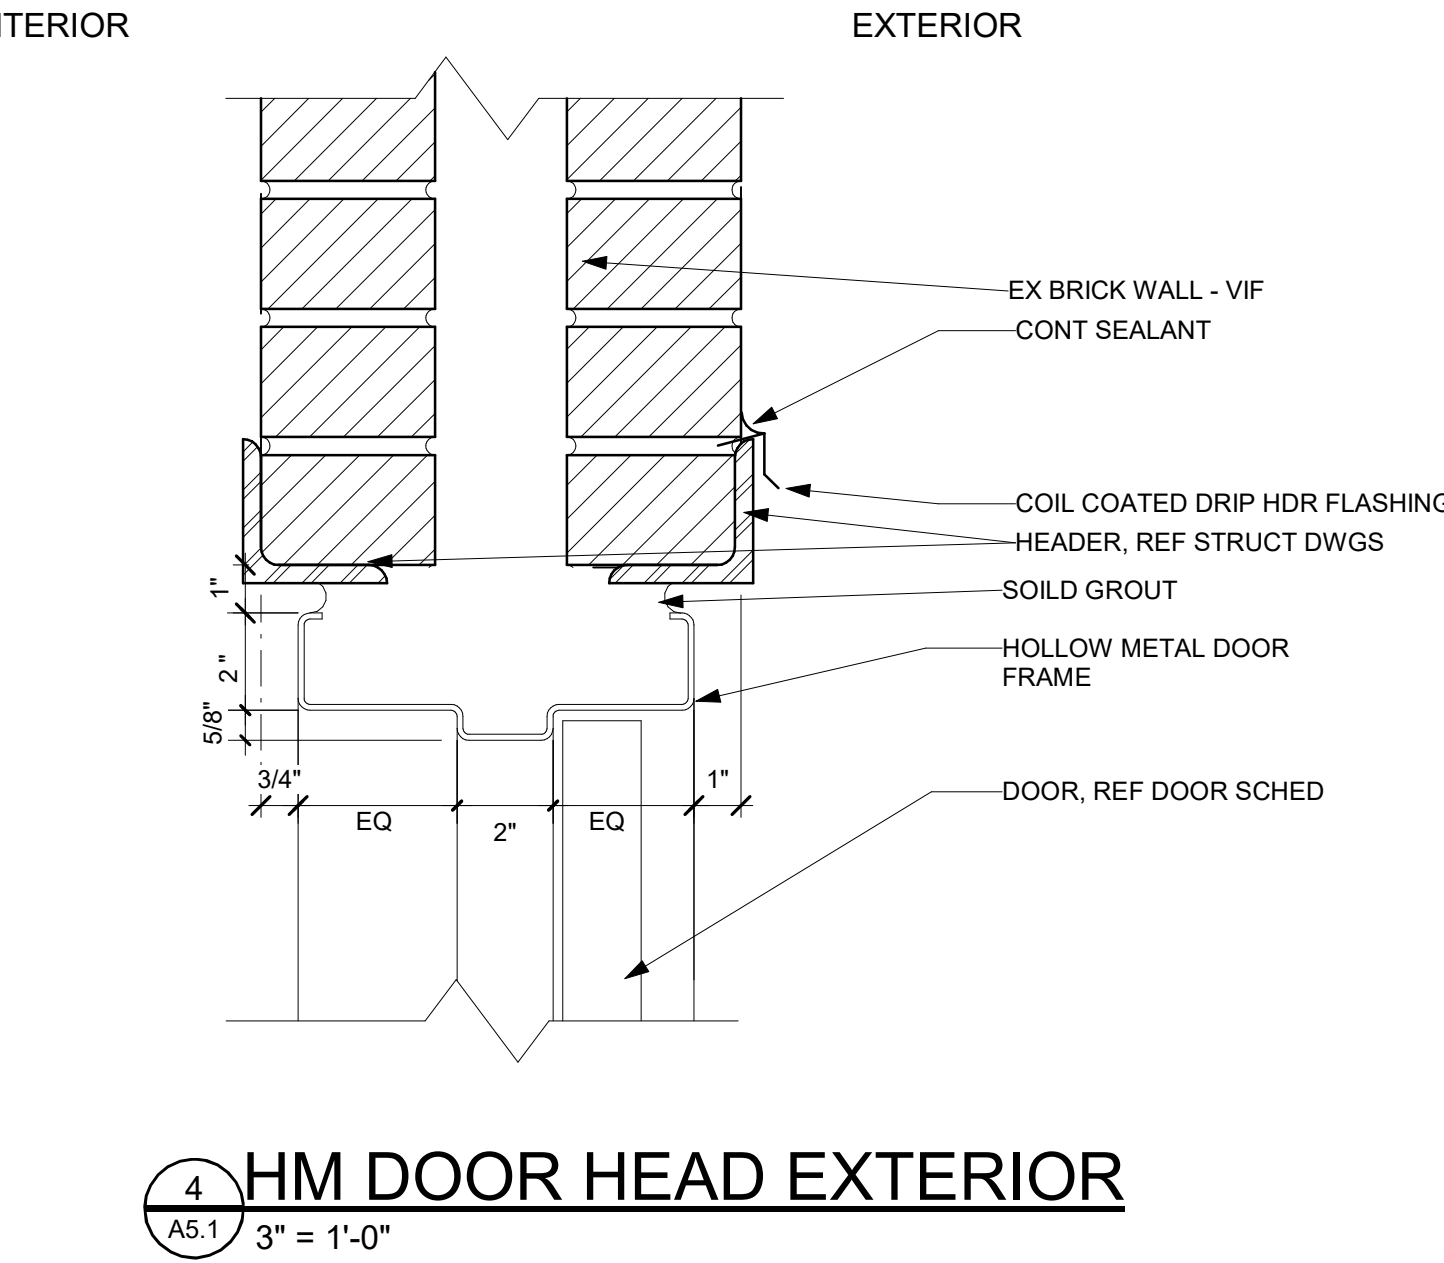 NTERIOR
EXTERIOR
EX BRICK WALL - VIF
CONT SEALANT
COIL COATED DRIP HDR FLASHING
HEADER, REF STRUCT DWGS
SOILD GROUT
HOLLOW METAL DOOR
FRAME
DOOR, REF DOOR SCHED
1"
2"
5/8"
3/4"
EQ
2"
EQ
1"
4
A5.1
HM DOOR HEAD EXTERIOR
3" = 1'-0"